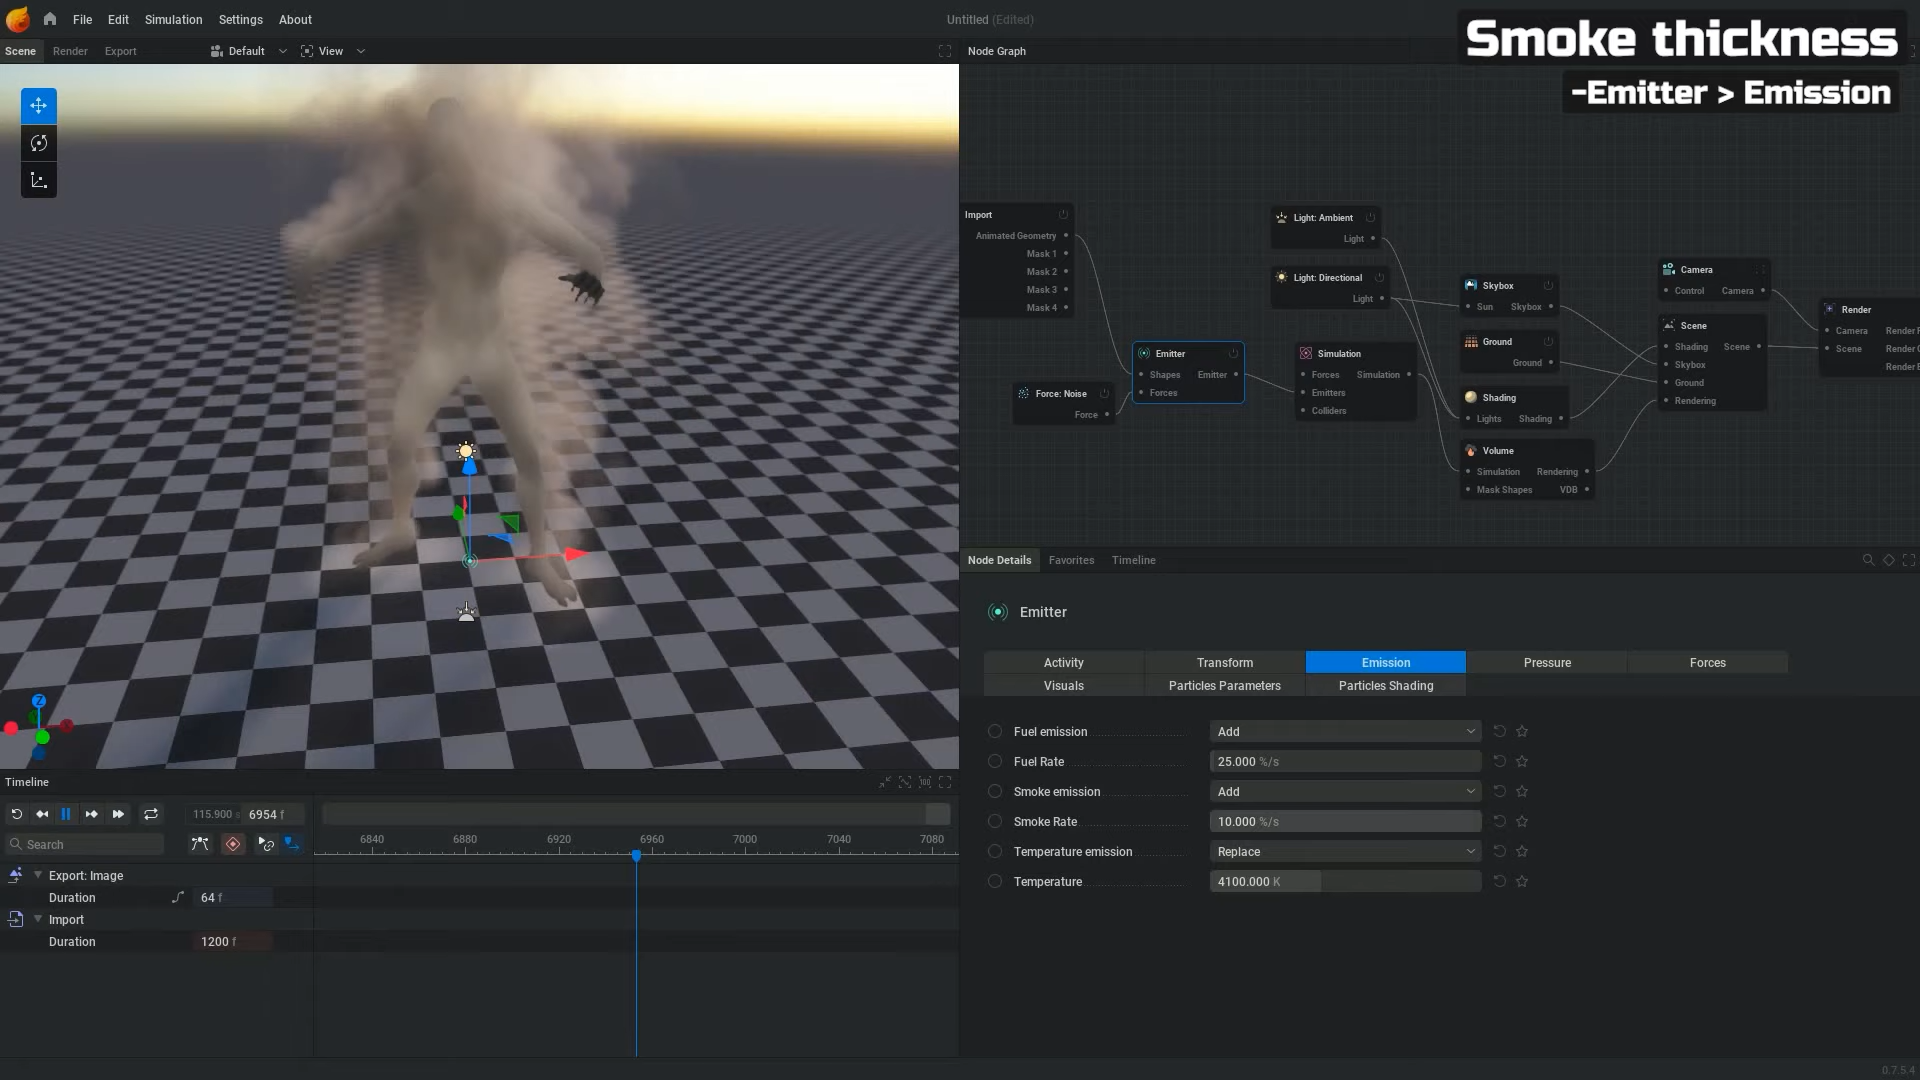 File Edit Simulation Settings About
Untitled (Edited)
Smoke thickness
-Emitter > Emission
Scene Render Export Default View
Node Graph
Import
Animated Geometry
Mask 1
Mask 2
Mask 3
Mask 4
Force: Noise
Force
Emitter
Shapes Emitter
Forces
Light: Ambient
Light
Light: Directional
Light
Simulation
Forces Simulation
Emitters
Colliders
Skybox
Sun Skybox
Ground
Ground
Shading
Lights Shading
Volume
Simulation Rendering
Mask Shapes VDB
Camera
Control Camera
Scene
Shading Scene
Skybox
Ground
Rendering
Render
Camera Render
Scene Render
Z
Node Details Favorites Timeline
Emitter
Activity Transform Emission Pressure Forces
Visuals Particles Parameters Particles Shading
Fuel emission Add
Fuel Rate 25.000 %/s
Smoke emission Add
Smoke Rate 10.000 %/s
Temperature emission Replace
Temperature 4100.000 K
Timeline
115.900 s 6954 f
Search
6840 6880 6920 6960 7000 7040 7080
Export: Image
Duration 64 f
Import
Duration 1200 f
0.7.5.4